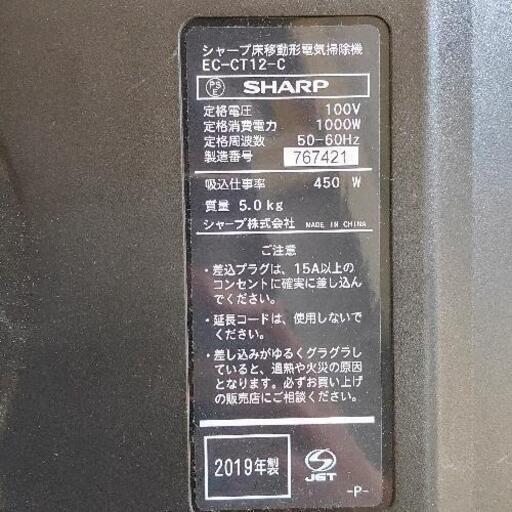 シャープ床移動形電気掃除機
EC-CT12-C
PSE SHARP
定格電圧 100V
定格消費電力 1000W
定格周波数 50-60Hz
製造番号 767421
吸込仕事率 450 W
質量 5.0kg
シャープ株式会社 MADE IN CHINA
ご注意
・差込プラグは、15A以上の
コンセントに確実に差し込ん
でください。
・延長コードは、使用しないで
ください。
・差し込みがゆるくグラグラし
ていると、過熱や火災の原因
となります。必ずお買い上げ
の販売店にご相談ください。
2019年製
S JET
-P-